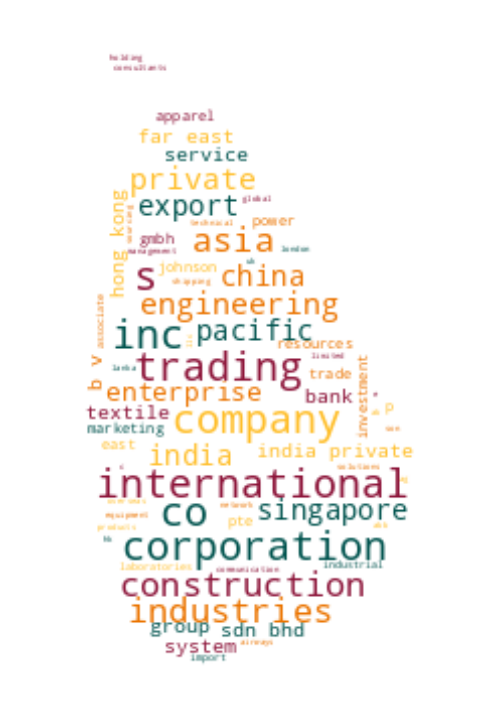 holding
consultants
apparel
far east
service
private
export
global
hong kong
sourcing
technical
power
gmbh
asia
management
london
s
johnson
uk
shipping
china
associate
engineering
inc
pacific
resources
limited
lanka
trading
trade
b v
enterprise
bank
investment
textile
company
p
marketing
east
india
india private
solutions
international
overseas
co
network
singapore
equipment
pte
products
hk
corporation
laboratories
communication
industrial
construction
industries
group
sdn bhd
system
airways
import